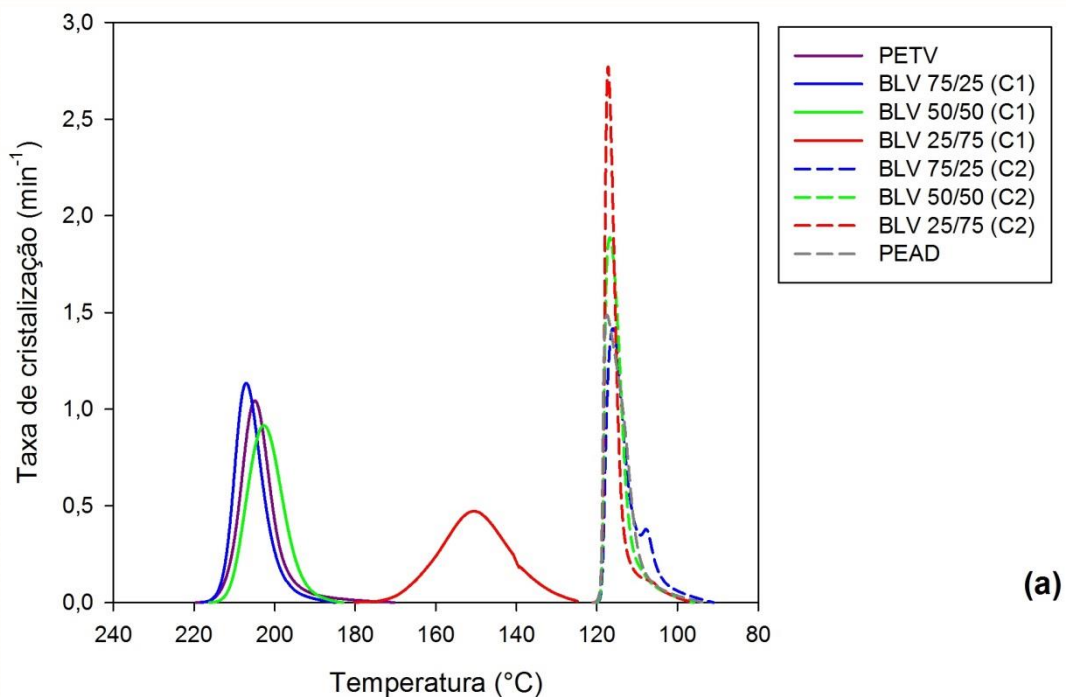 3,0
2,5
2,0
1,5
1,0
0,5
0,0
Taxa de cristalização (min⁻¹)
240 220 200 180 160 140 120 100 80
Temperatura (°C)
PETV
BLV 75/25 (C1)
BLV 50/50 (C1)
BLV 25/75 (C1)
BLV 75/25 (C2)
BLV 50/50 (C2)
BLV 25/75 (C2)
PEAD
(a)